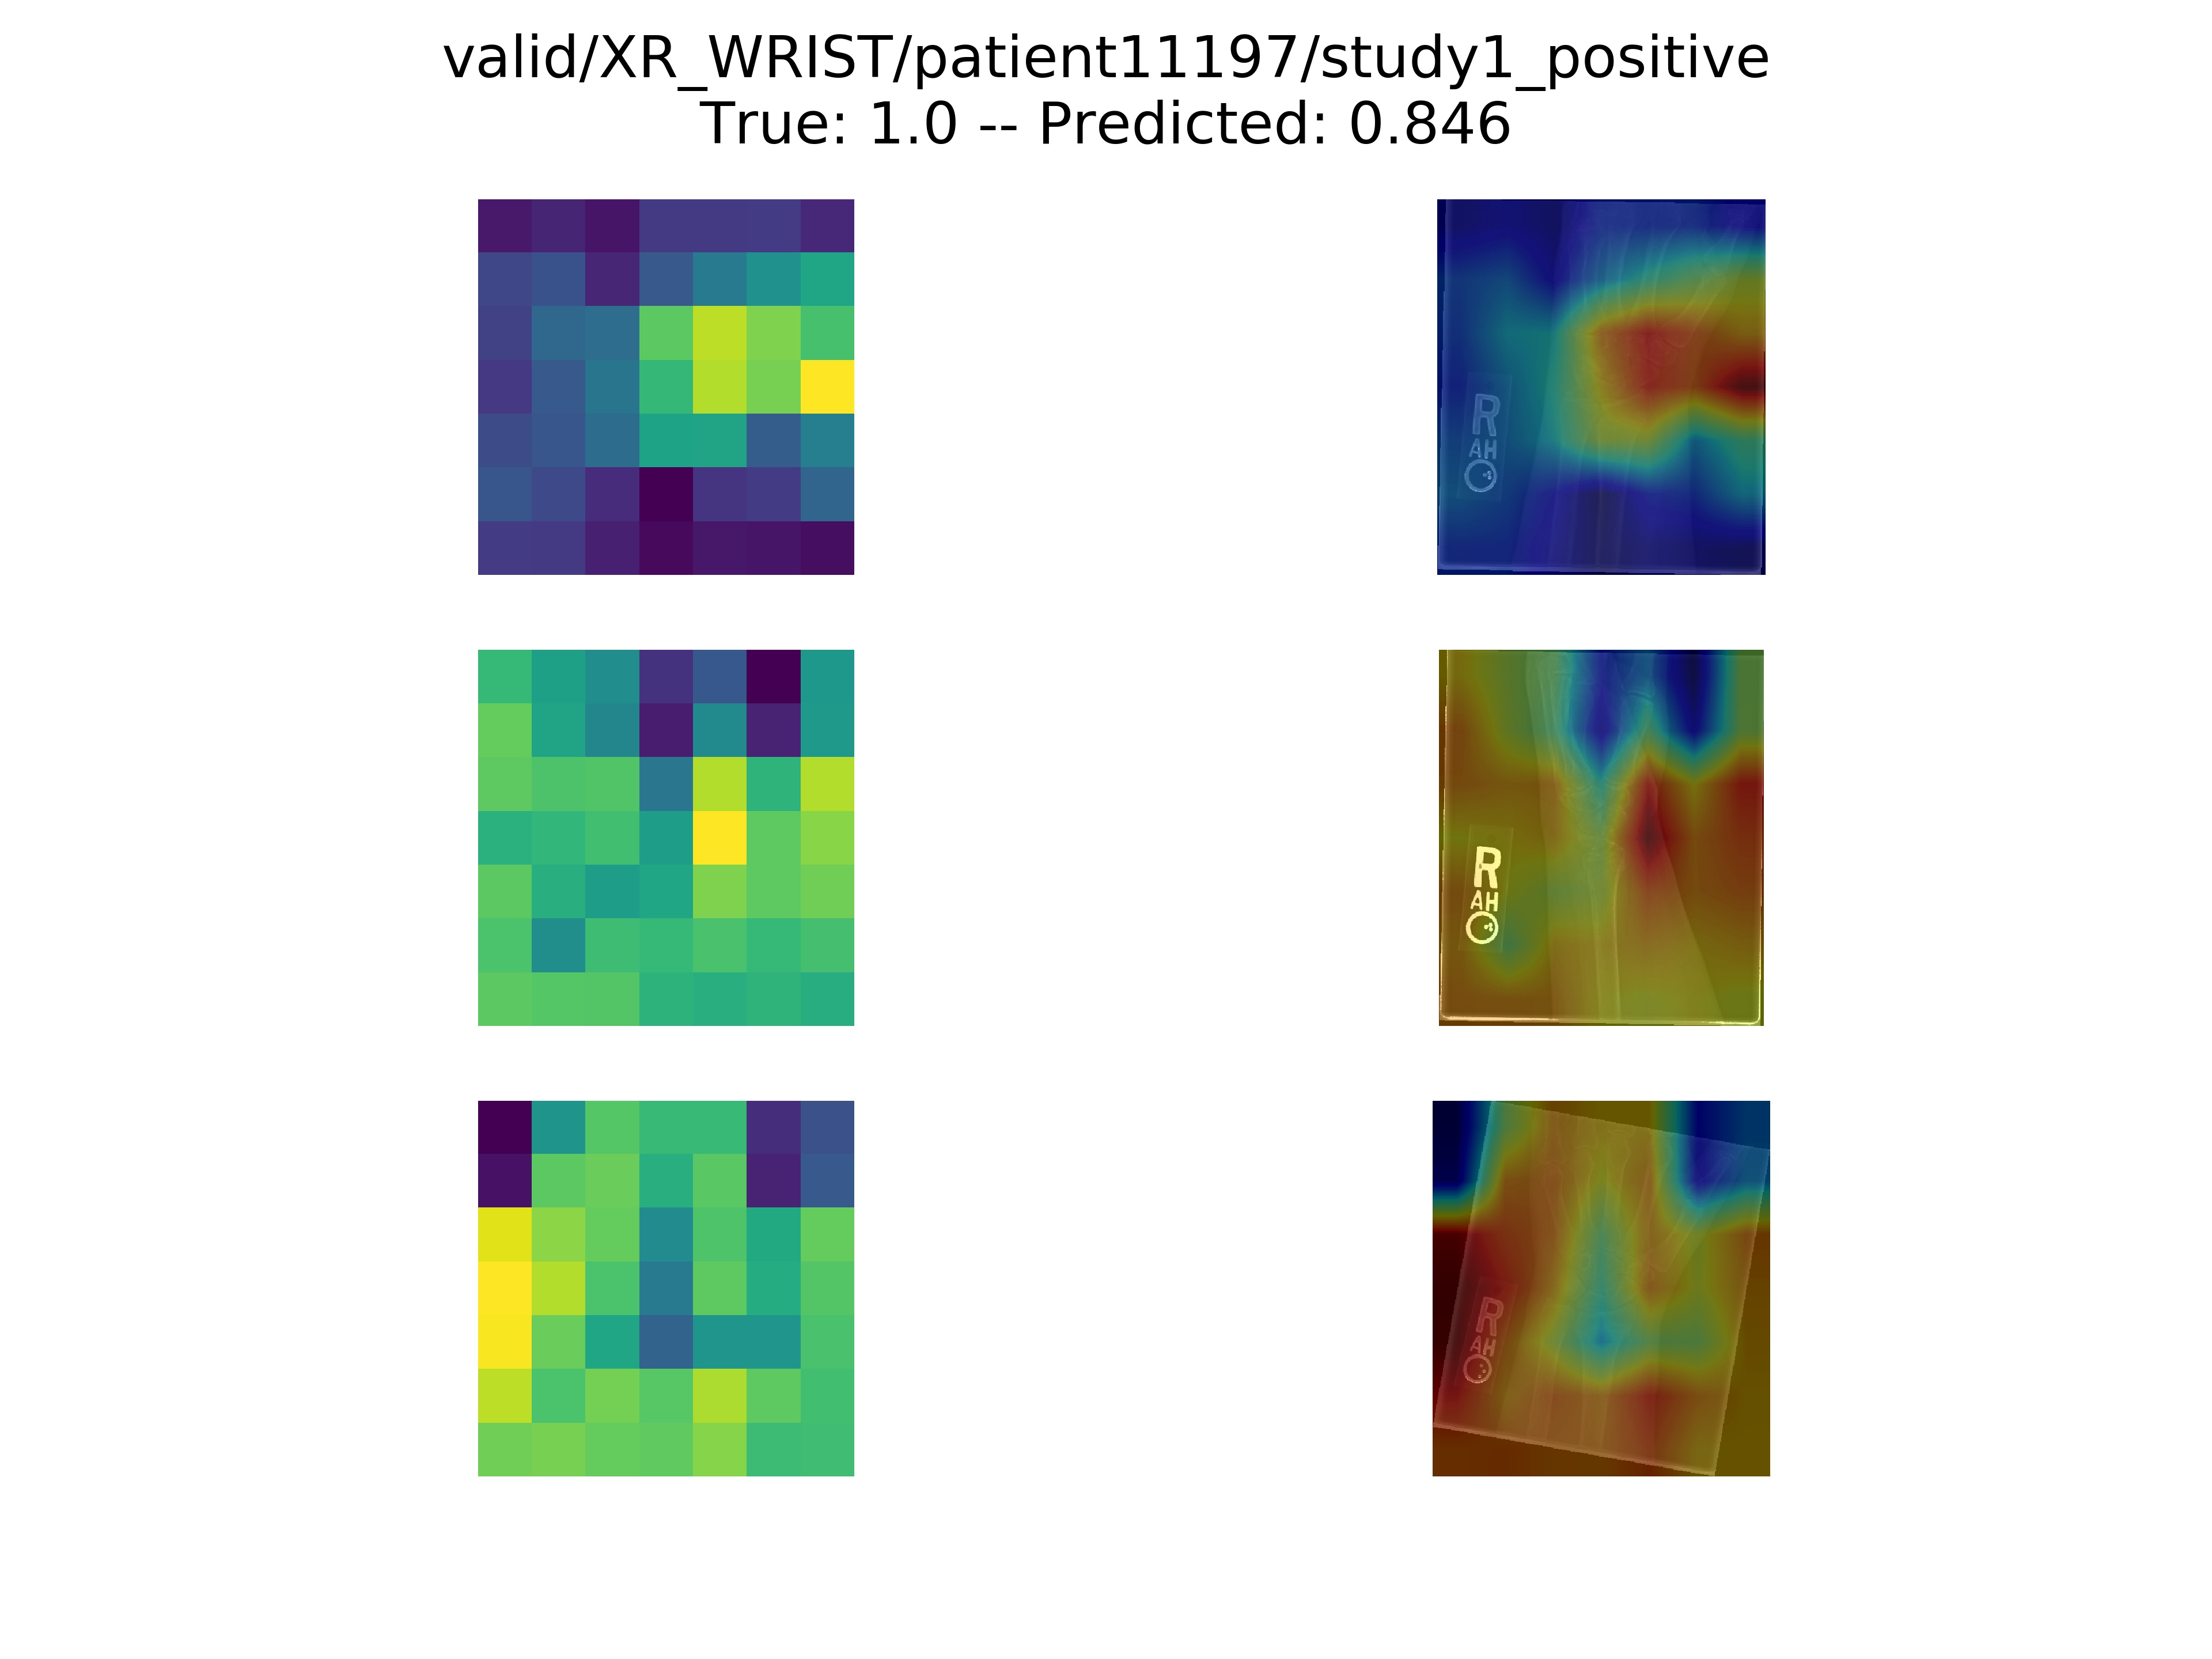 valid/XR_WRIST/patient11197/study1_positive
True: 1.0 -- Predicted: 0.846
R
AH
R
AH
R
AH